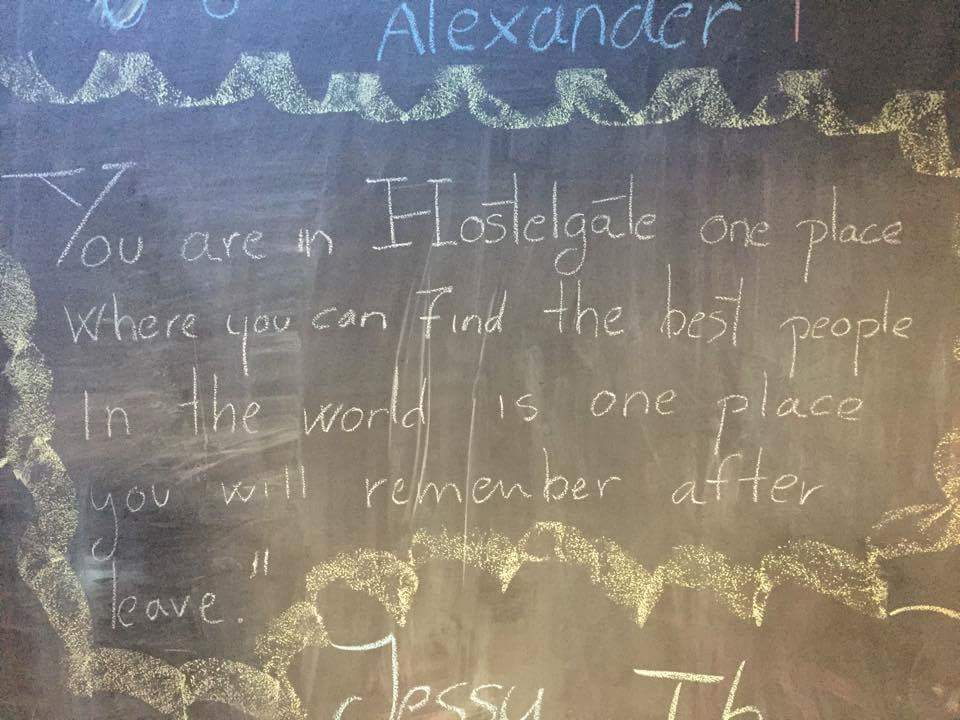 Alexander
You are in Hostelgate one place
where you can find the best people
In the world is one place
you will remember after
leave."
Jessy Th